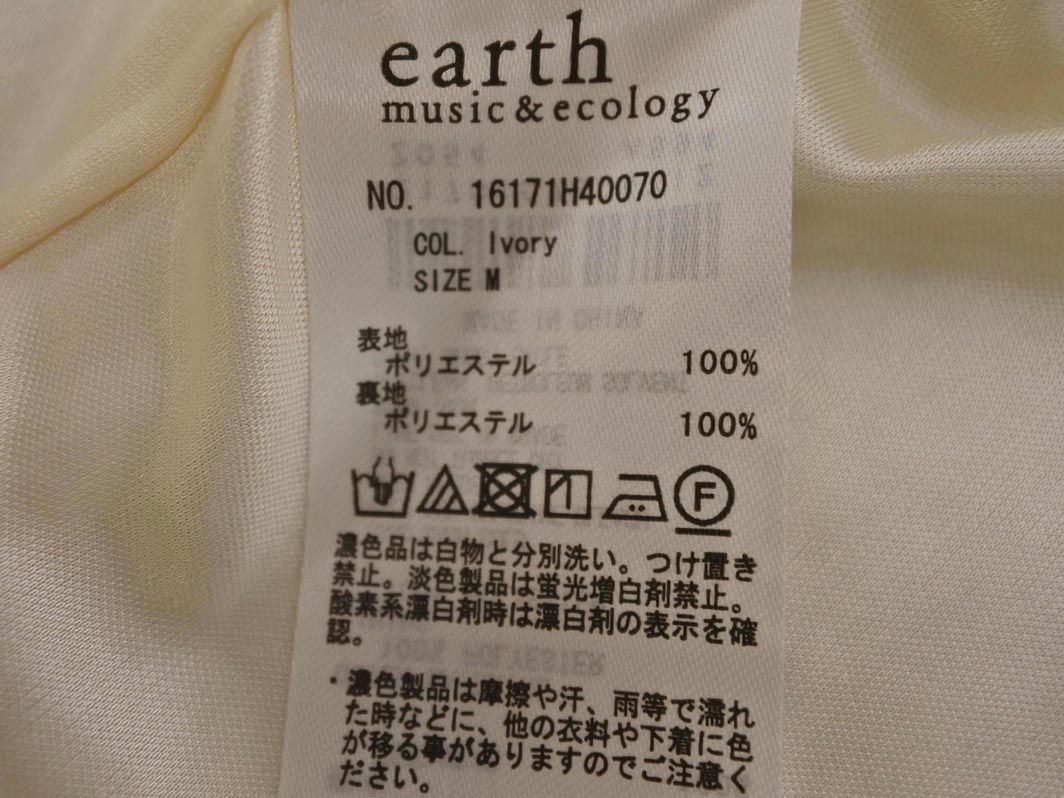 earth
music&ecology
NO. 16171H40070
COL. Ivory
SIZE M
表地
ポリエステル 100%
裏地
ポリエステル 100%
F
濃色品は白物と分別洗い。つけ置き
禁止。淡色製品は蛍光増白剤禁止。
酸素系漂白剤時は漂白剤の表示を確
認。
・濃色製品は摩擦や汗、雨等で濡れ
た時などに、他の衣料や下着に色
が移る事がありますのでご注意く
ださい。